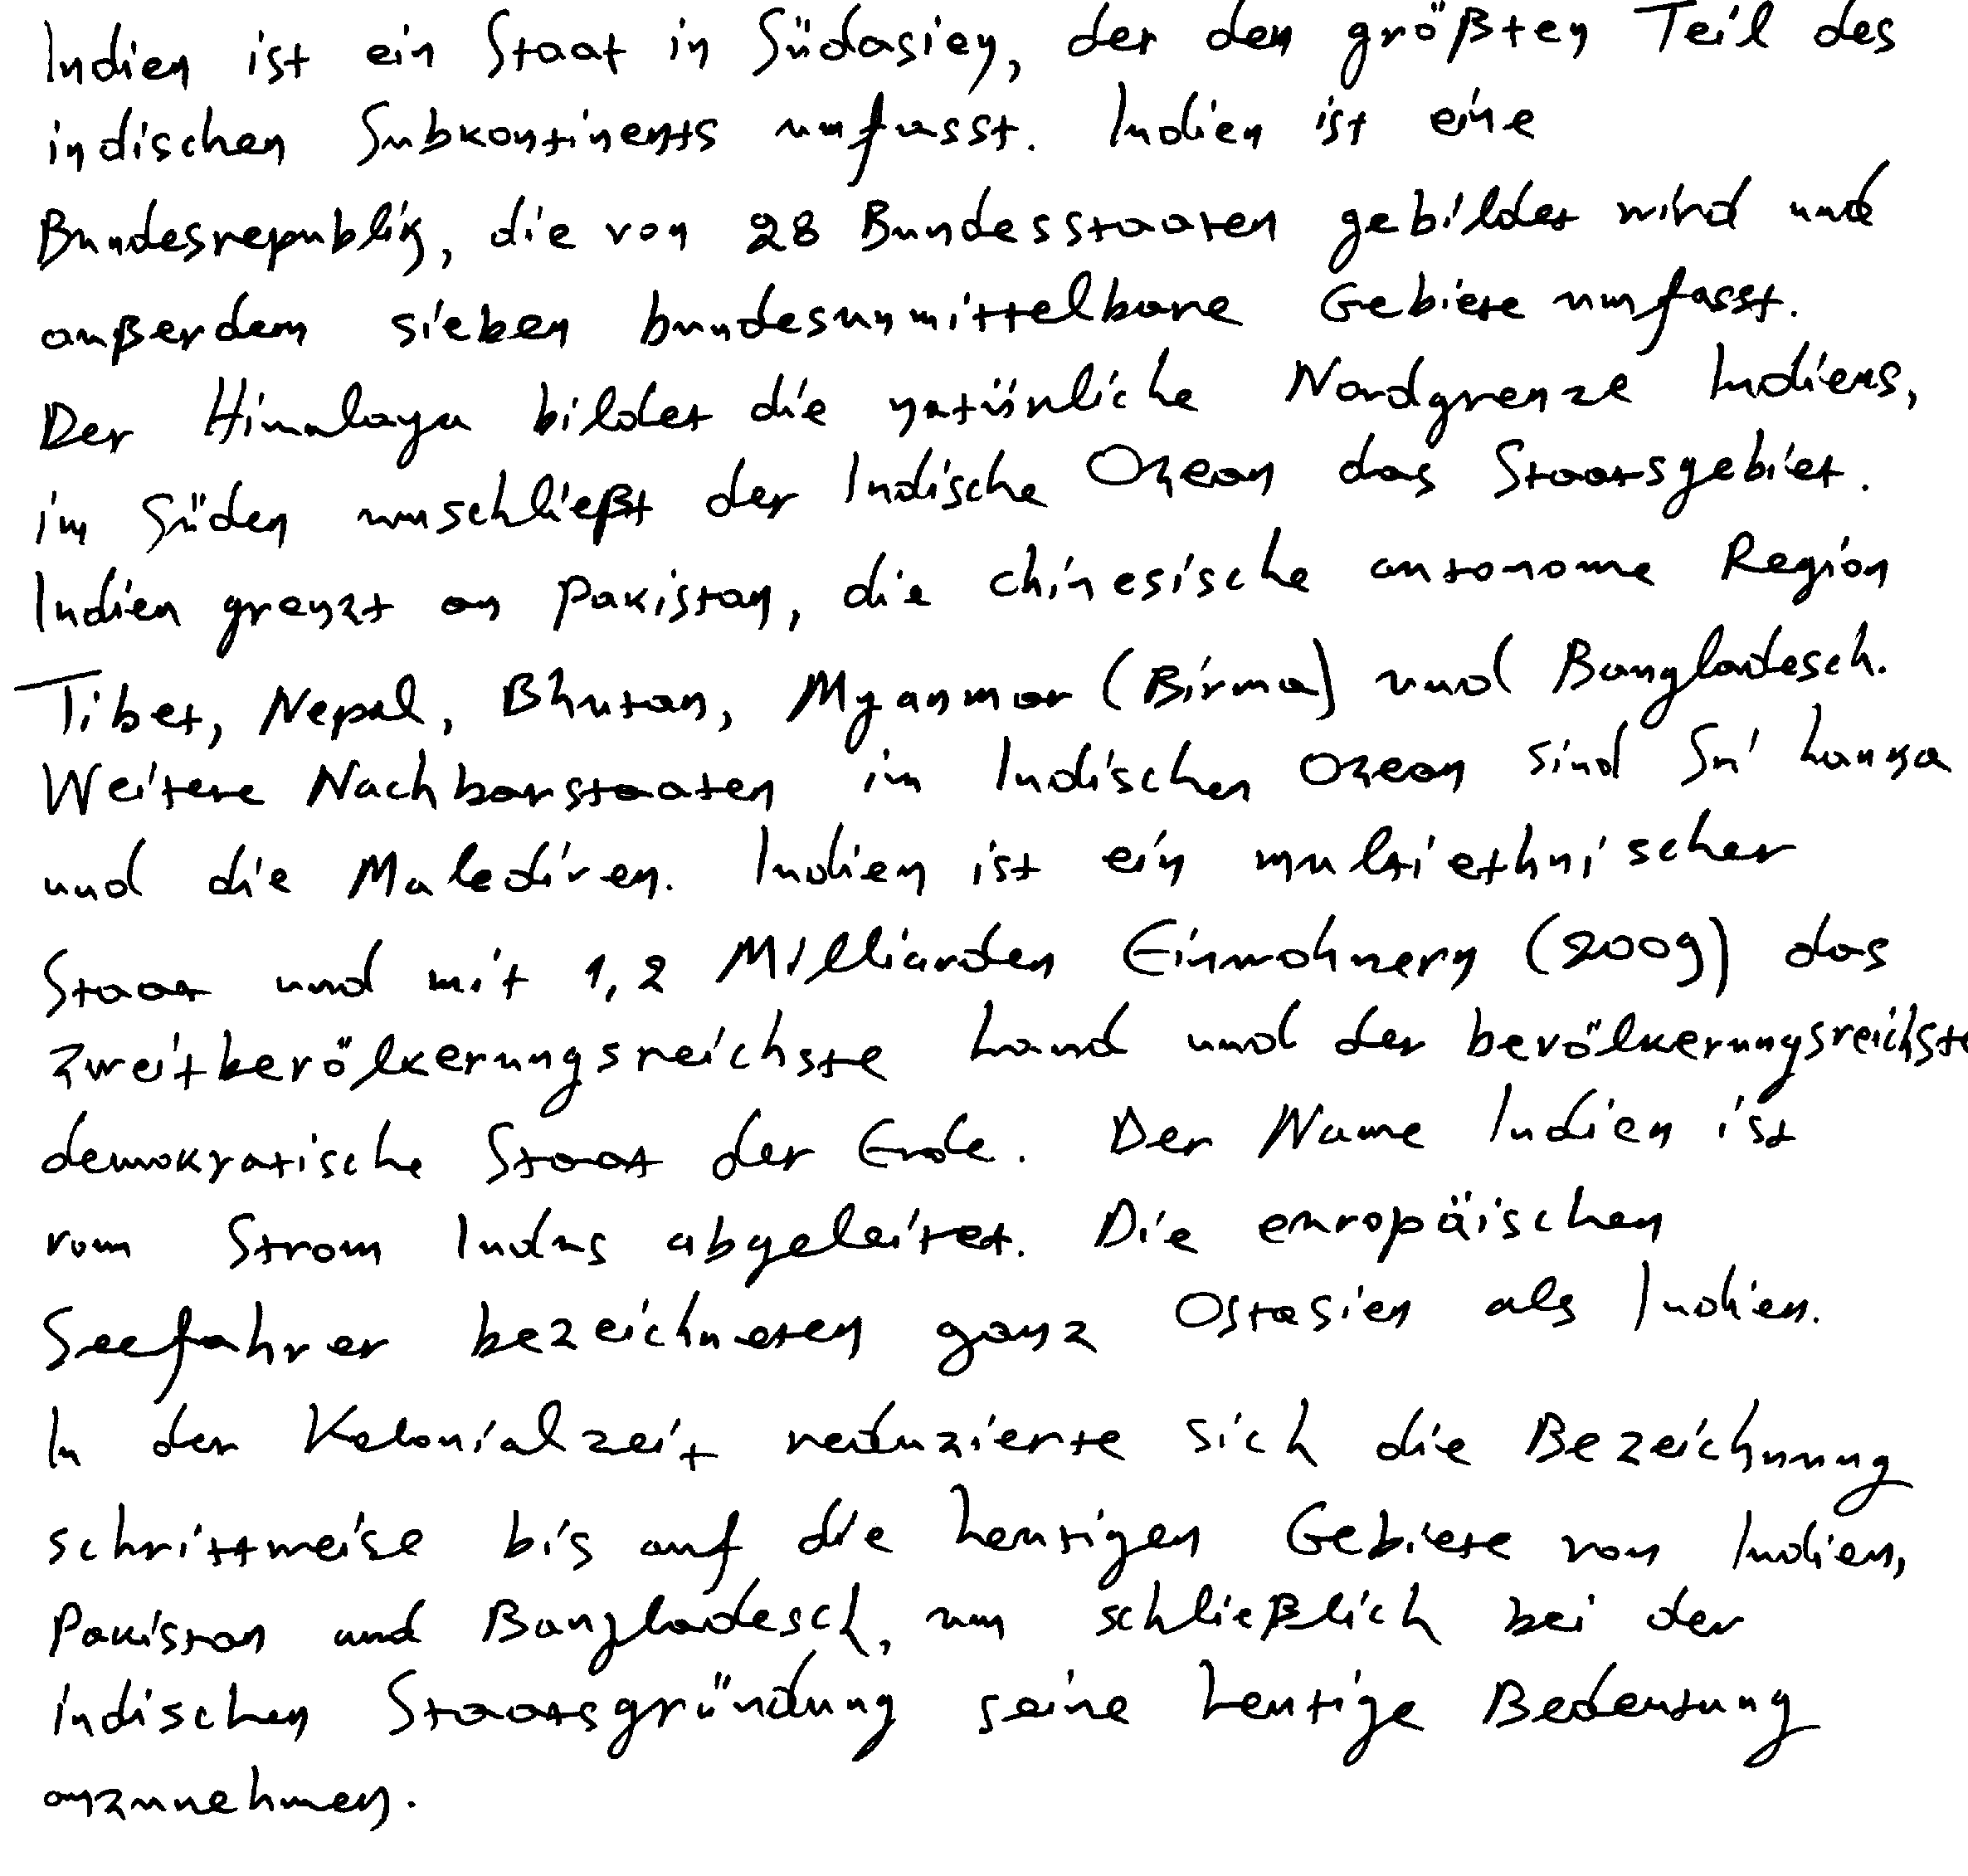 Indien ist ein Staat in Südasien, der den größten Teil des
indischen Subkontinents umfasst. Indien ist eine
Bundesrepublik, die von 28 Bundesstaaten gebildet wird und
außerdem sieben bundesunmittelbare Gebiete umfasst.
Der Himalaya bildet die natürliche Nordgrenze Indiens,
im Süden umschließt der Indische Ozean das Staatsgebiet.
Indien grenzt an Pakistan, die chinesische autonome Region
Tibet, Nepal, Bhutan, Myanmar (Birma) und Bangladesch.
Weitere Nachbarstaaten im Indischen Ozean sind Sri Lanka
und die Malediven. Indien ist ein multiethnischer
Staat und mit 1,2 Milliarden Einwohnern (2009) das
zweitbevölkerungsreichste Land und der bevölkerungsreichste
demokratische Staat der Erde. Der Name Indien ist
vom Strom Indus abgeleitet. Die europäischen
Seefahrer bezeichneten ganz Ostasien als Indien.
In der Kolonialzeit reduzierte sich die Bezeichnung
schrittweise bis auf die heutigen Gebiete von Indien,
Pakistan und Bangladesch, um schließlich bei der
indischen Staatsgründung seine heutige Bedeutung
anzunehmen.